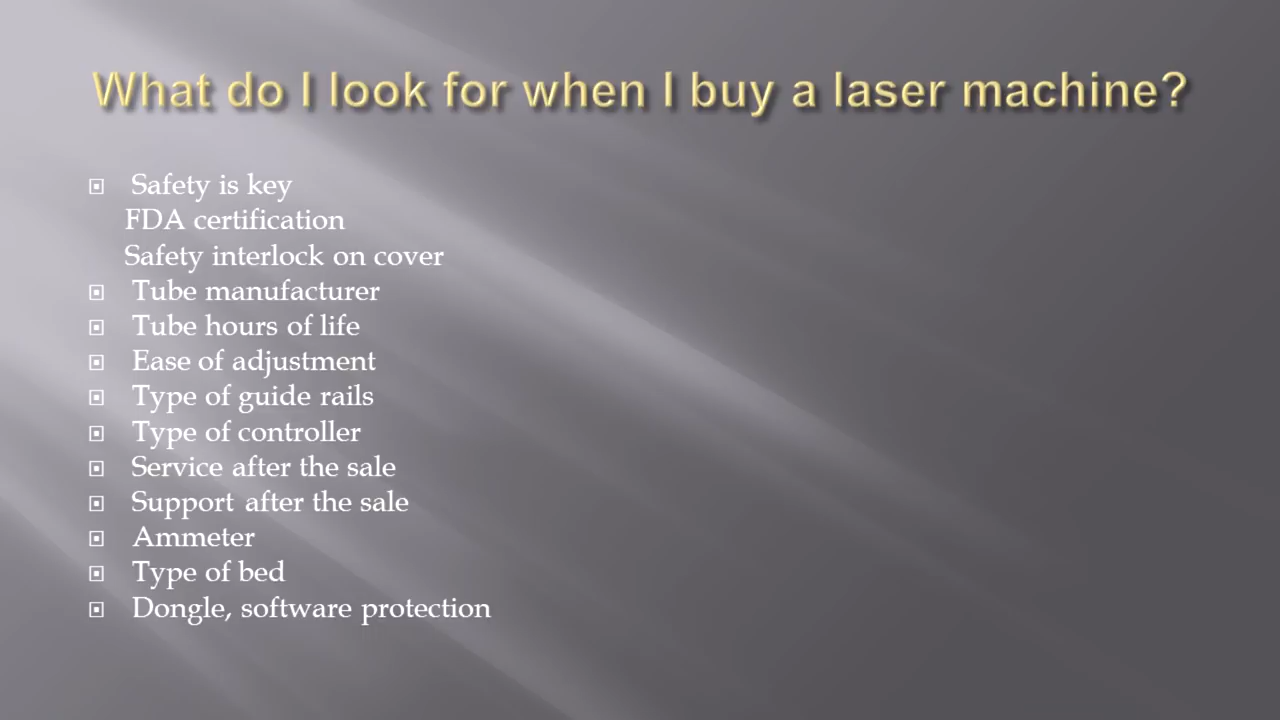 What do I look for when I buy a laser machine?
Safety is key
FDA certification
Safety interlock on cover
Tube manufacturer
Tube hours of life
Ease of adjustment
Type of guide rails
Type of controller
Service after the sale
Support after the sale
Ammeter
Type of bed
Dongle, software protection